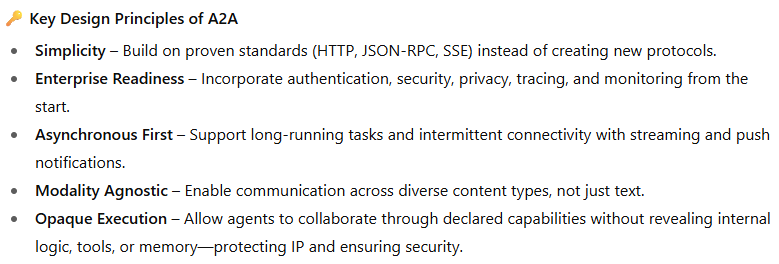 🔑 Key Design Principles of A2A
• Simplicity – Build on proven standards (HTTP, JSON-RPC, SSE) instead of creating new protocols.
• Enterprise Readiness – Incorporate authentication, security, privacy, tracing, and monitoring from the
start.
• Asynchronous First – Support long-running tasks and intermittent connectivity with streaming and push
notifications.
• Modality Agnostic – Enable communication across diverse content types, not just text.
• Opaque Execution – Allow agents to collaborate through declared capabilities without revealing internal
logic, tools, or memory—protecting IP and ensuring security.